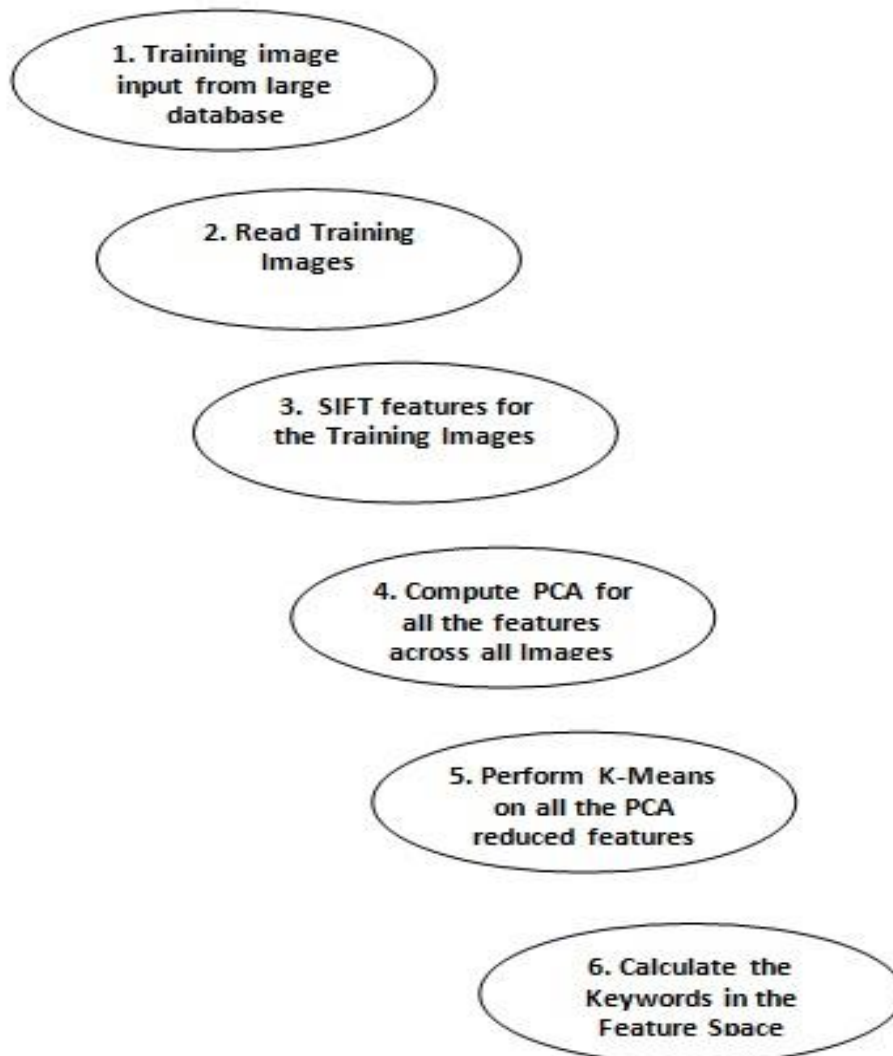 1. Training image
input from large
database
2. Read Training
Images
3. SIFT features for
the Training Images
4. Compute PCA for
all the features
across all Images
5. Perform K-Means
on all the PCA
reduced features
6. Calculate the
Keywords in the
Feature Space